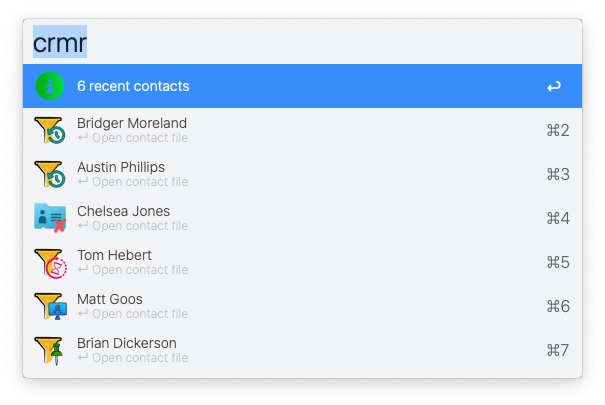 crmr
6 recent contacts ↩
Bridger Moreland
↩ Open contact file
⌘2
Austin Phillips
↩ Open contact file
⌘3
Chelsea Jones
↩ Open contact file
⌘4
Tom Hebert
↩ Open contact file
⌘5
Matt Goos
↩ Open contact file
⌘6
Brian Dickerson
↩ Open contact file
⌘7